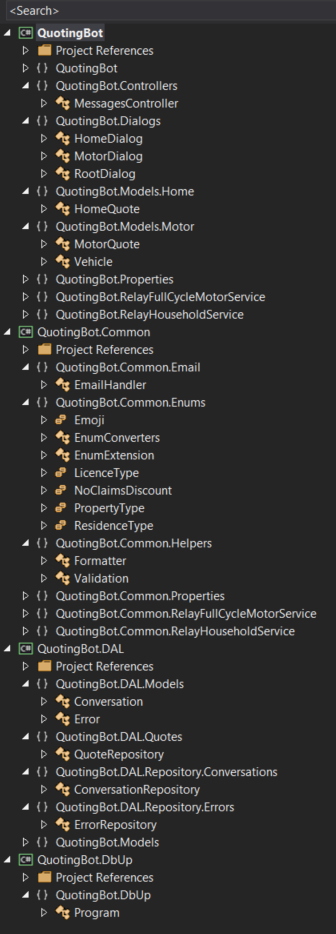 <Search>
QuotingBot
Project References
{ } QuotingBot
{ } QuotingBot.Controllers
MessagesController
{ } QuotingBot.Dialogs
HomeDialog
MotorDialog
RootDialog
{ } QuotingBot.Models.Home
HomeQuote
{ } QuotingBot.Models.Motor
MotorQuote
Vehicle
{ } QuotingBot.Properties
{ } QuotingBot.RelayFullCycleMotorService
{ } QuotingBot.RelayHouseholdService
QuotingBot.Common
Project References
{ } QuotingBot.Common.Email
EmailHandler
{ } QuotingBot.Common.Enums
Emoji
EnumConverters
EnumExtension
LicenceType
NoClaimsDiscount
PropertyType
ResidenceType
{ } QuotingBot.Common.Helpers
Formatter
Validation
{ } QuotingBot.Common.Properties
{ } QuotingBot.Common.RelayFullCycleMotorService
{ } QuotingBot.Common.RelayHouseholdService
QuotingBot.DAL
Project References
{ } QuotingBot.DAL.Models
Conversation
Error
{ } QuotingBot.DAL.Quotes
QuoteRepository
{ } QuotingBot.DAL.Repository.Conversations
ConversationRepository
{ } QuotingBot.DAL.Repository.Errors
ErrorRepository
{ } QuotingBot.Models
QuotingBot.DbUp
Project References
{ } QuotingBot.DbUp
Program